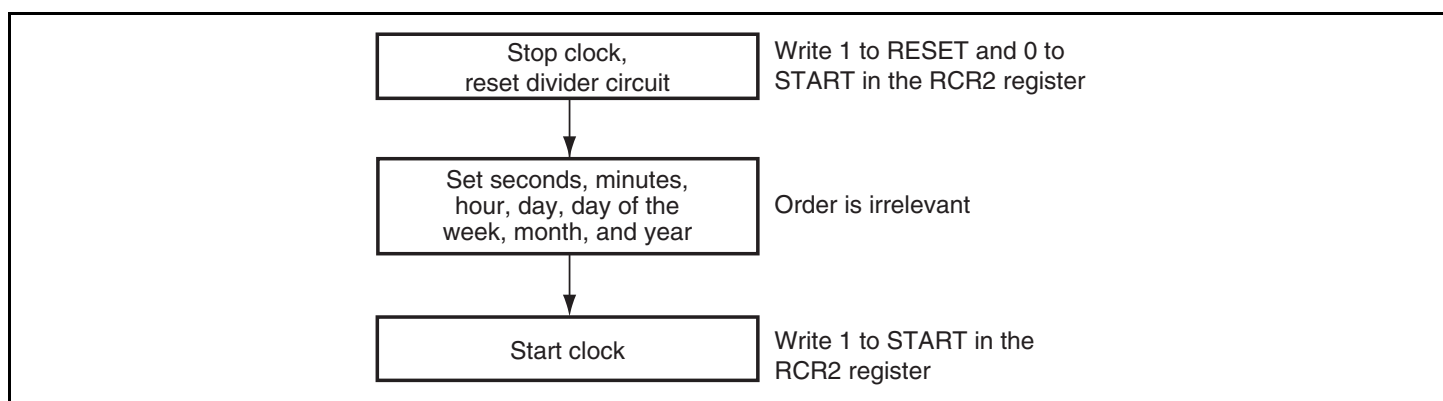 Stop clock,
reset divider circuit
Write 1 to RESET and 0 to
START in the RCR2 register
Set seconds, minutes,
hour, day, day of the
week, month, and year
Order is irrelevant
Start clock
Write 1 to START in the
RCR2 register